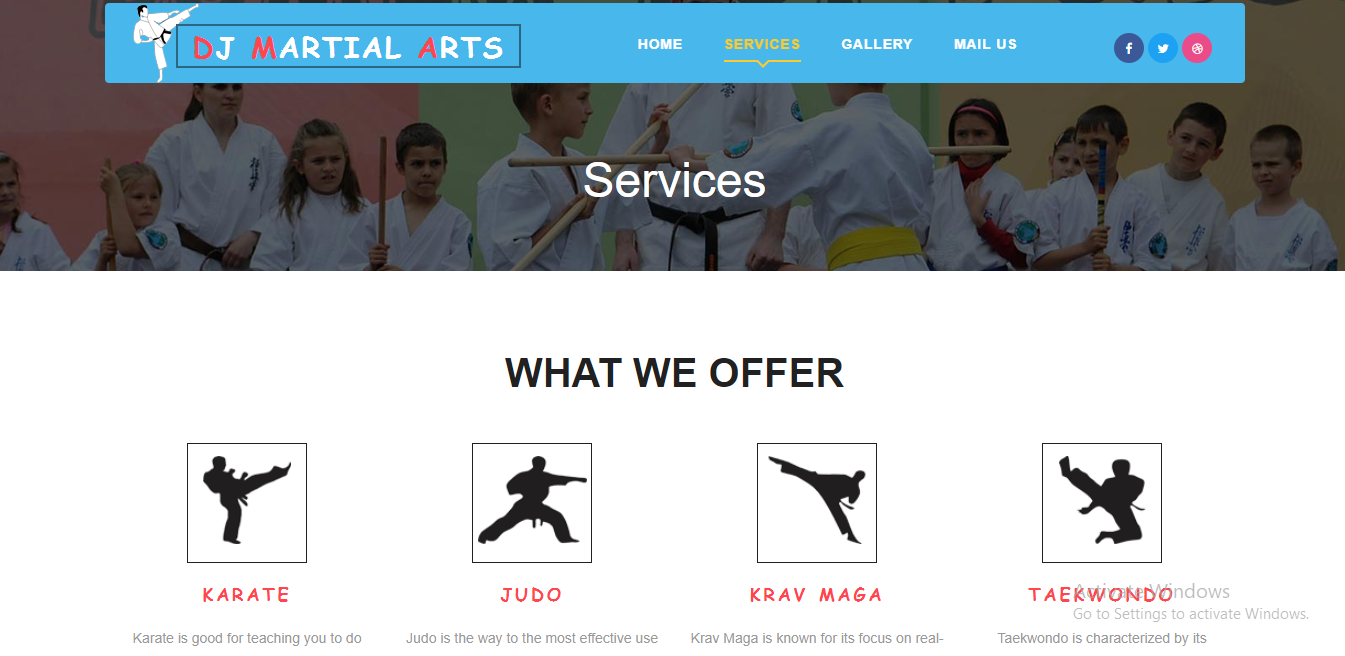 DJ MARTIAL ARTS
HOME SERVICES GALLERY MAIL US
Services
WHAT WE OFFER
KARATE JUDO KRAV MAGA TAEKWONDO
Activate Windows
Go to Settings to activate Windows.
Karate is good for teaching you to do Judo is the way to the most effective use Krav Maga is known for its focus on real- Taekwondo is characterized by its